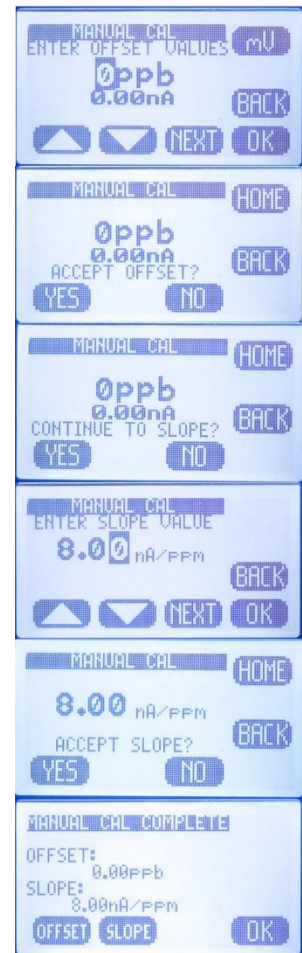 MANUAL CAL
ENTER OFFSET VALUES mV
0ppb
0.00nA
BACK
NEXT OK
MANUAL CAL
HOME
0ppb
0.00nA
BACK
ACCEPT OFFSET?
YES NO
MANUAL CAL
HOME
0ppb
0.00nA
BACK
CONTINUE TO SLOPE?
YES NO
MANUAL CAL
ENTER SLOPE VALUE
8.00 nA/ppm
BACK
NEXT OK
MANUAL CAL
HOME
8.00 nA/ppm
BACK
ACCEPT SLOPE?
YES NO
MANUAL CAL COMPLETE
OFFSET:
0.00ppb
SLOPE:
8.00nA/ppm
OFFSET SLOPE OK